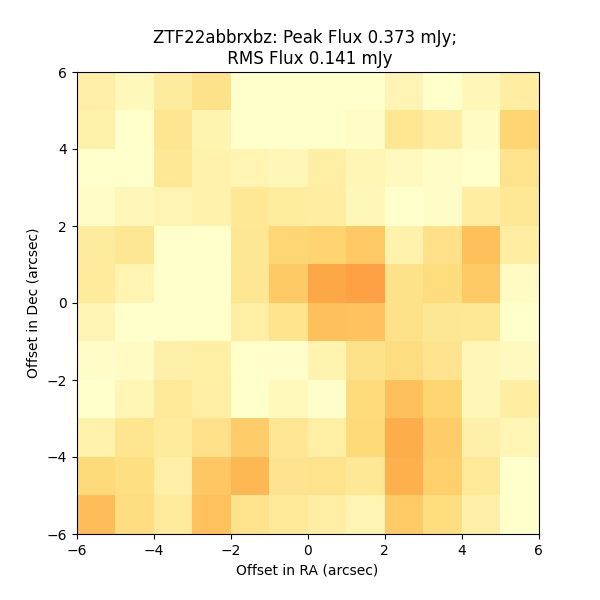 ZTF22abbrxbz: Peak Flux 0.373 mJy;
RMS Flux 0.141 mJy
6
4
2
0
−2
−4
−6
Offset in Dec (arcsec)
−6 −4 −2 0 2 4 6
Offset in RA (arcsec)